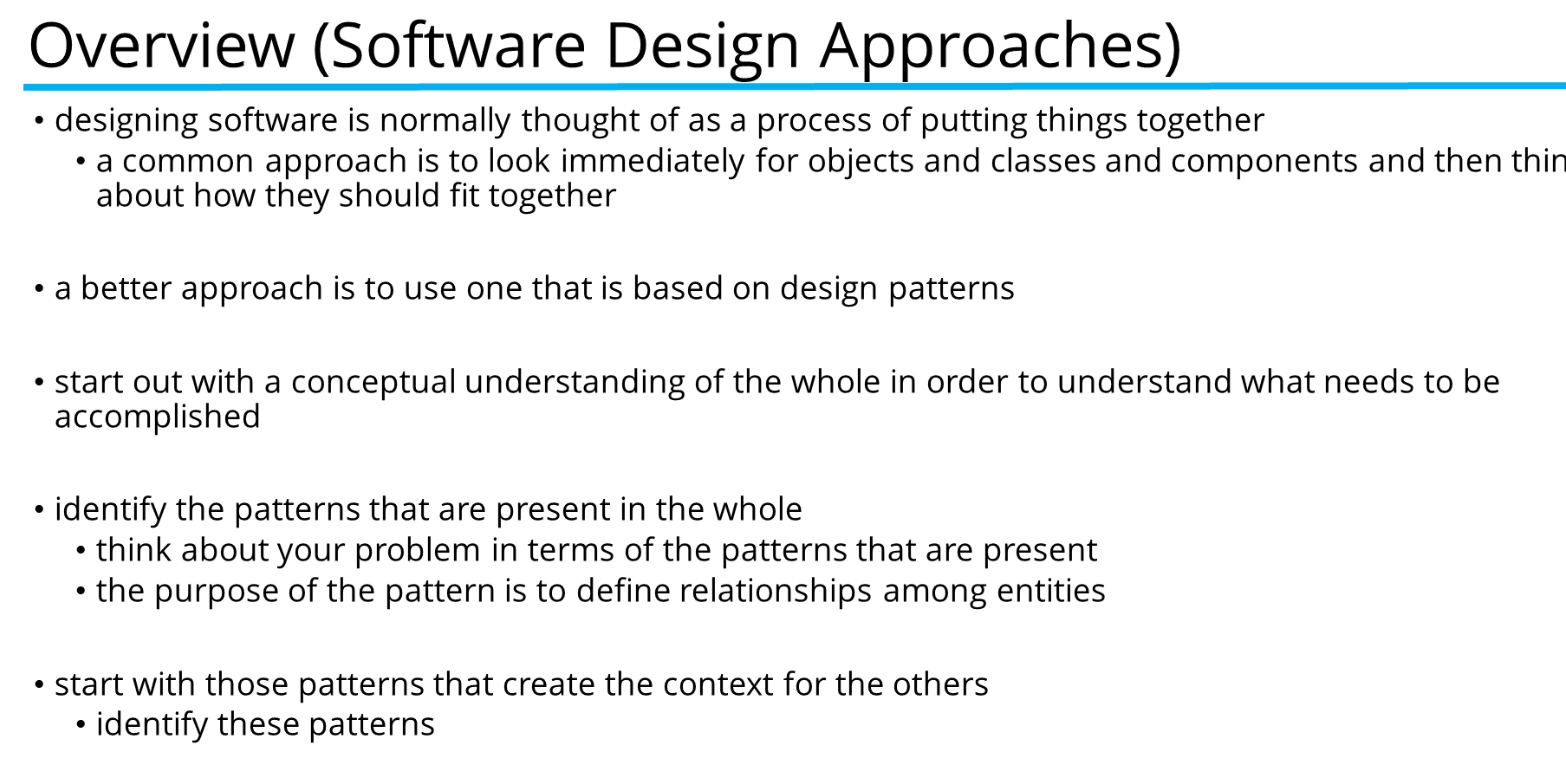 Overview (Software Design Approaches)
• designing software is normally thought of as a process of putting things together
• a common approach is to look immediately for objects and classes and components and then thin
about how they should fit together
• a better approach is to use one that is based on design patterns
• start out with a conceptual understanding of the whole in order to understand what needs to be
accomplished
• identify the patterns that are present in the whole
• think about your problem in terms of the patterns that are present
• the purpose of the pattern is to define relationships among entities
• start with those patterns that create the context for the others
• identify these patterns